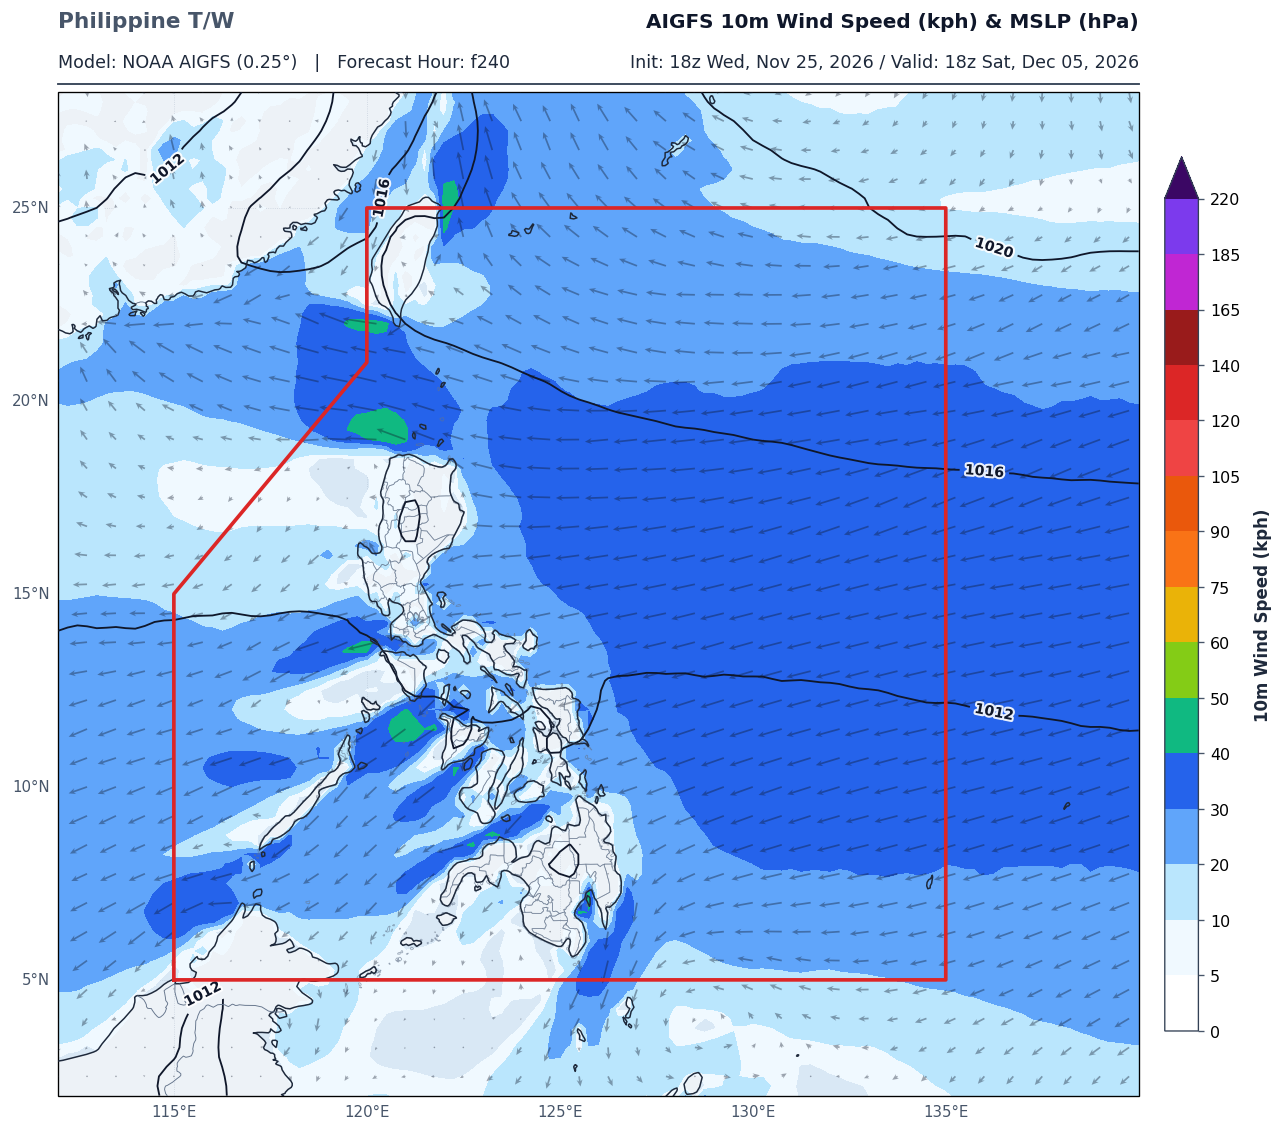 Philippine T/W
AIGFS 10m Wind Speed (kph) & MSLP (hPa)
Model: NOAA AIGFS (0.25°) | Forecast Hour: f240
Init: 18z Wed, Nov 25, 2026 / Valid: 18z Sat, Dec 05, 2026
1012
1016
1020
1016
1012
1012
25°N
20°N
15°N
10°N
5°N
115°E
120°E
125°E
130°E
135°E
220
185
165
140
120
105
90
75
60
50
40
30
20
10
5
0
10m Wind Speed (kph)